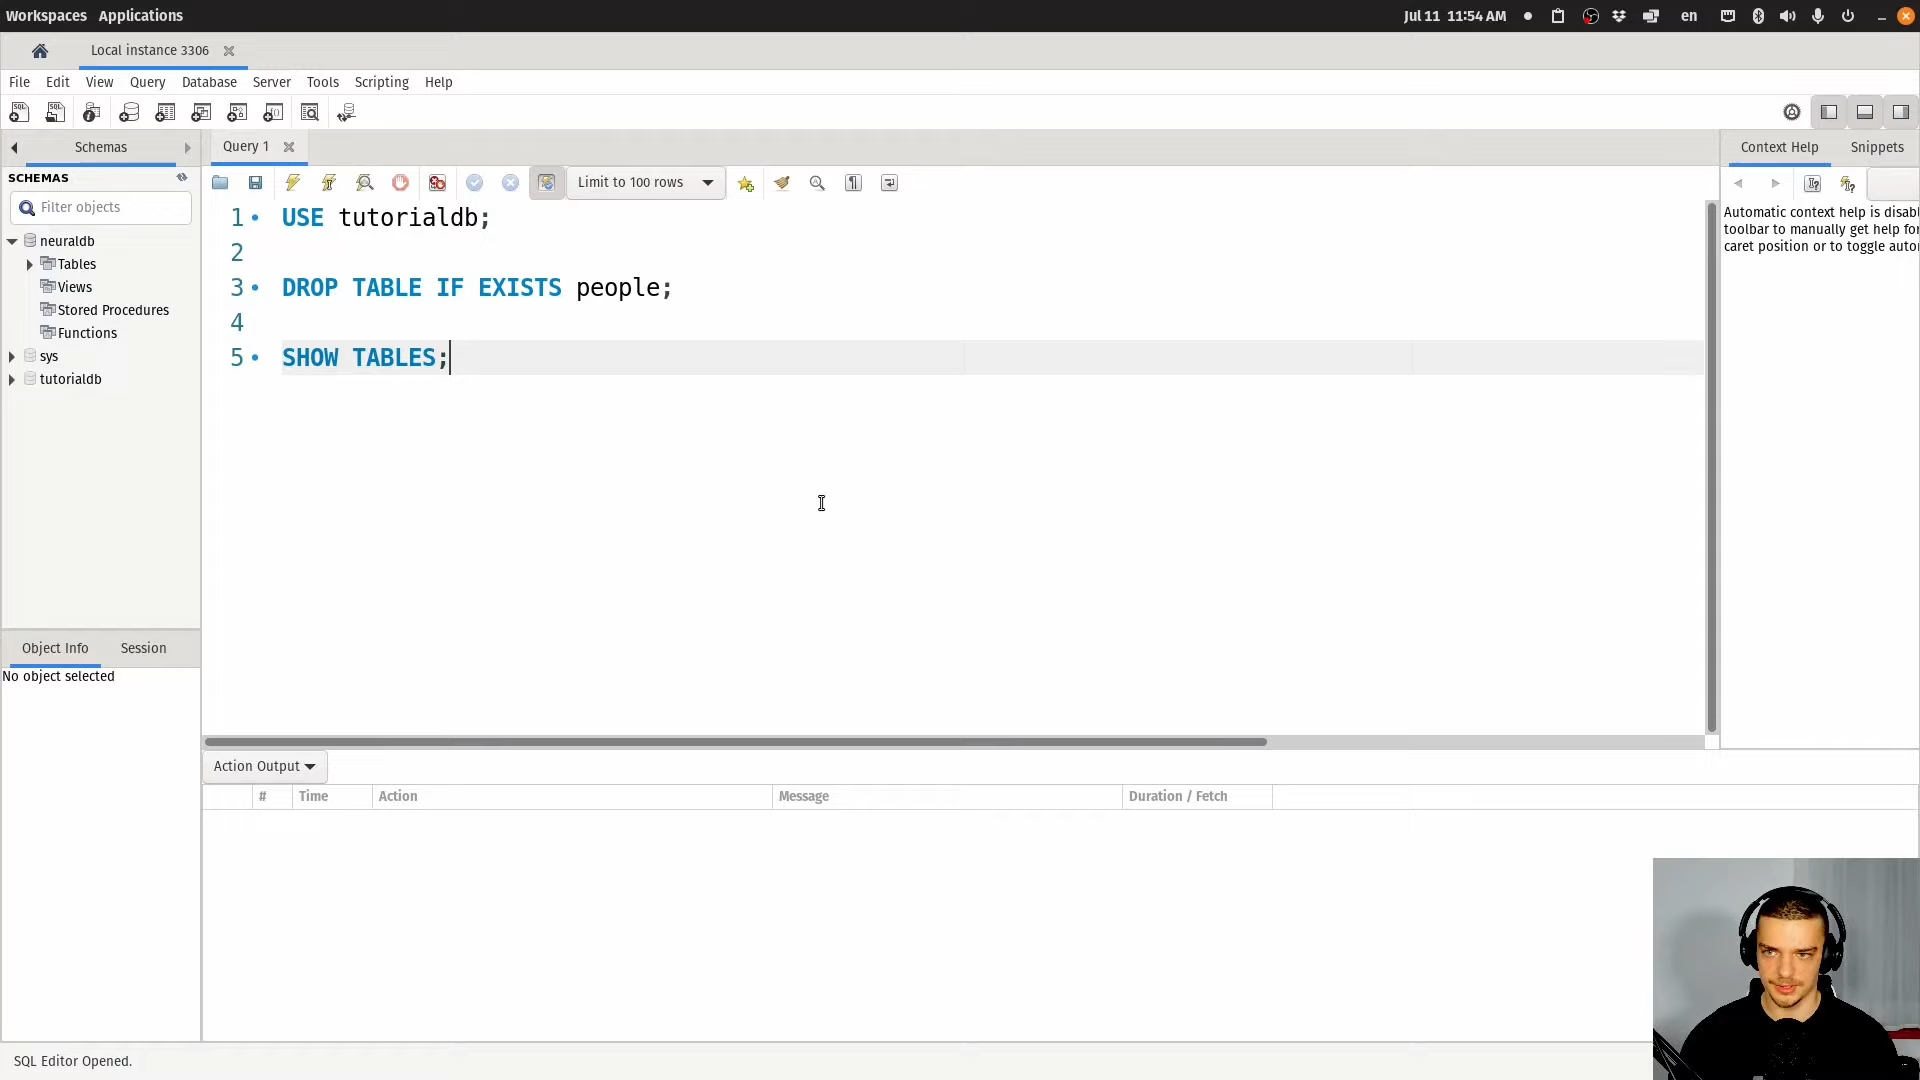 Workspaces Applications
Jul 11 11:54 AM
en
Local instance 3306
File Edit View Query Database Server Tools Scripting Help
Schemas
Query 1
Context Help Snippets
SCHEMAS
Limit to 100 rows
Filter objects
1 USE tutorialdb;
2
3 DROP TABLE IF EXISTS people;
4
5 SHOW TABLES;
Automatic context help is disabl
toolbar to manually get help for
caret position or to toggle auto
neuraldb
Tables
Views
Stored Procedures
Functions
sys
tutorialdb
Object Info Session
No object selected
Action Output
# Time Action Message Duration / Fetch
SQL Editor Opened.